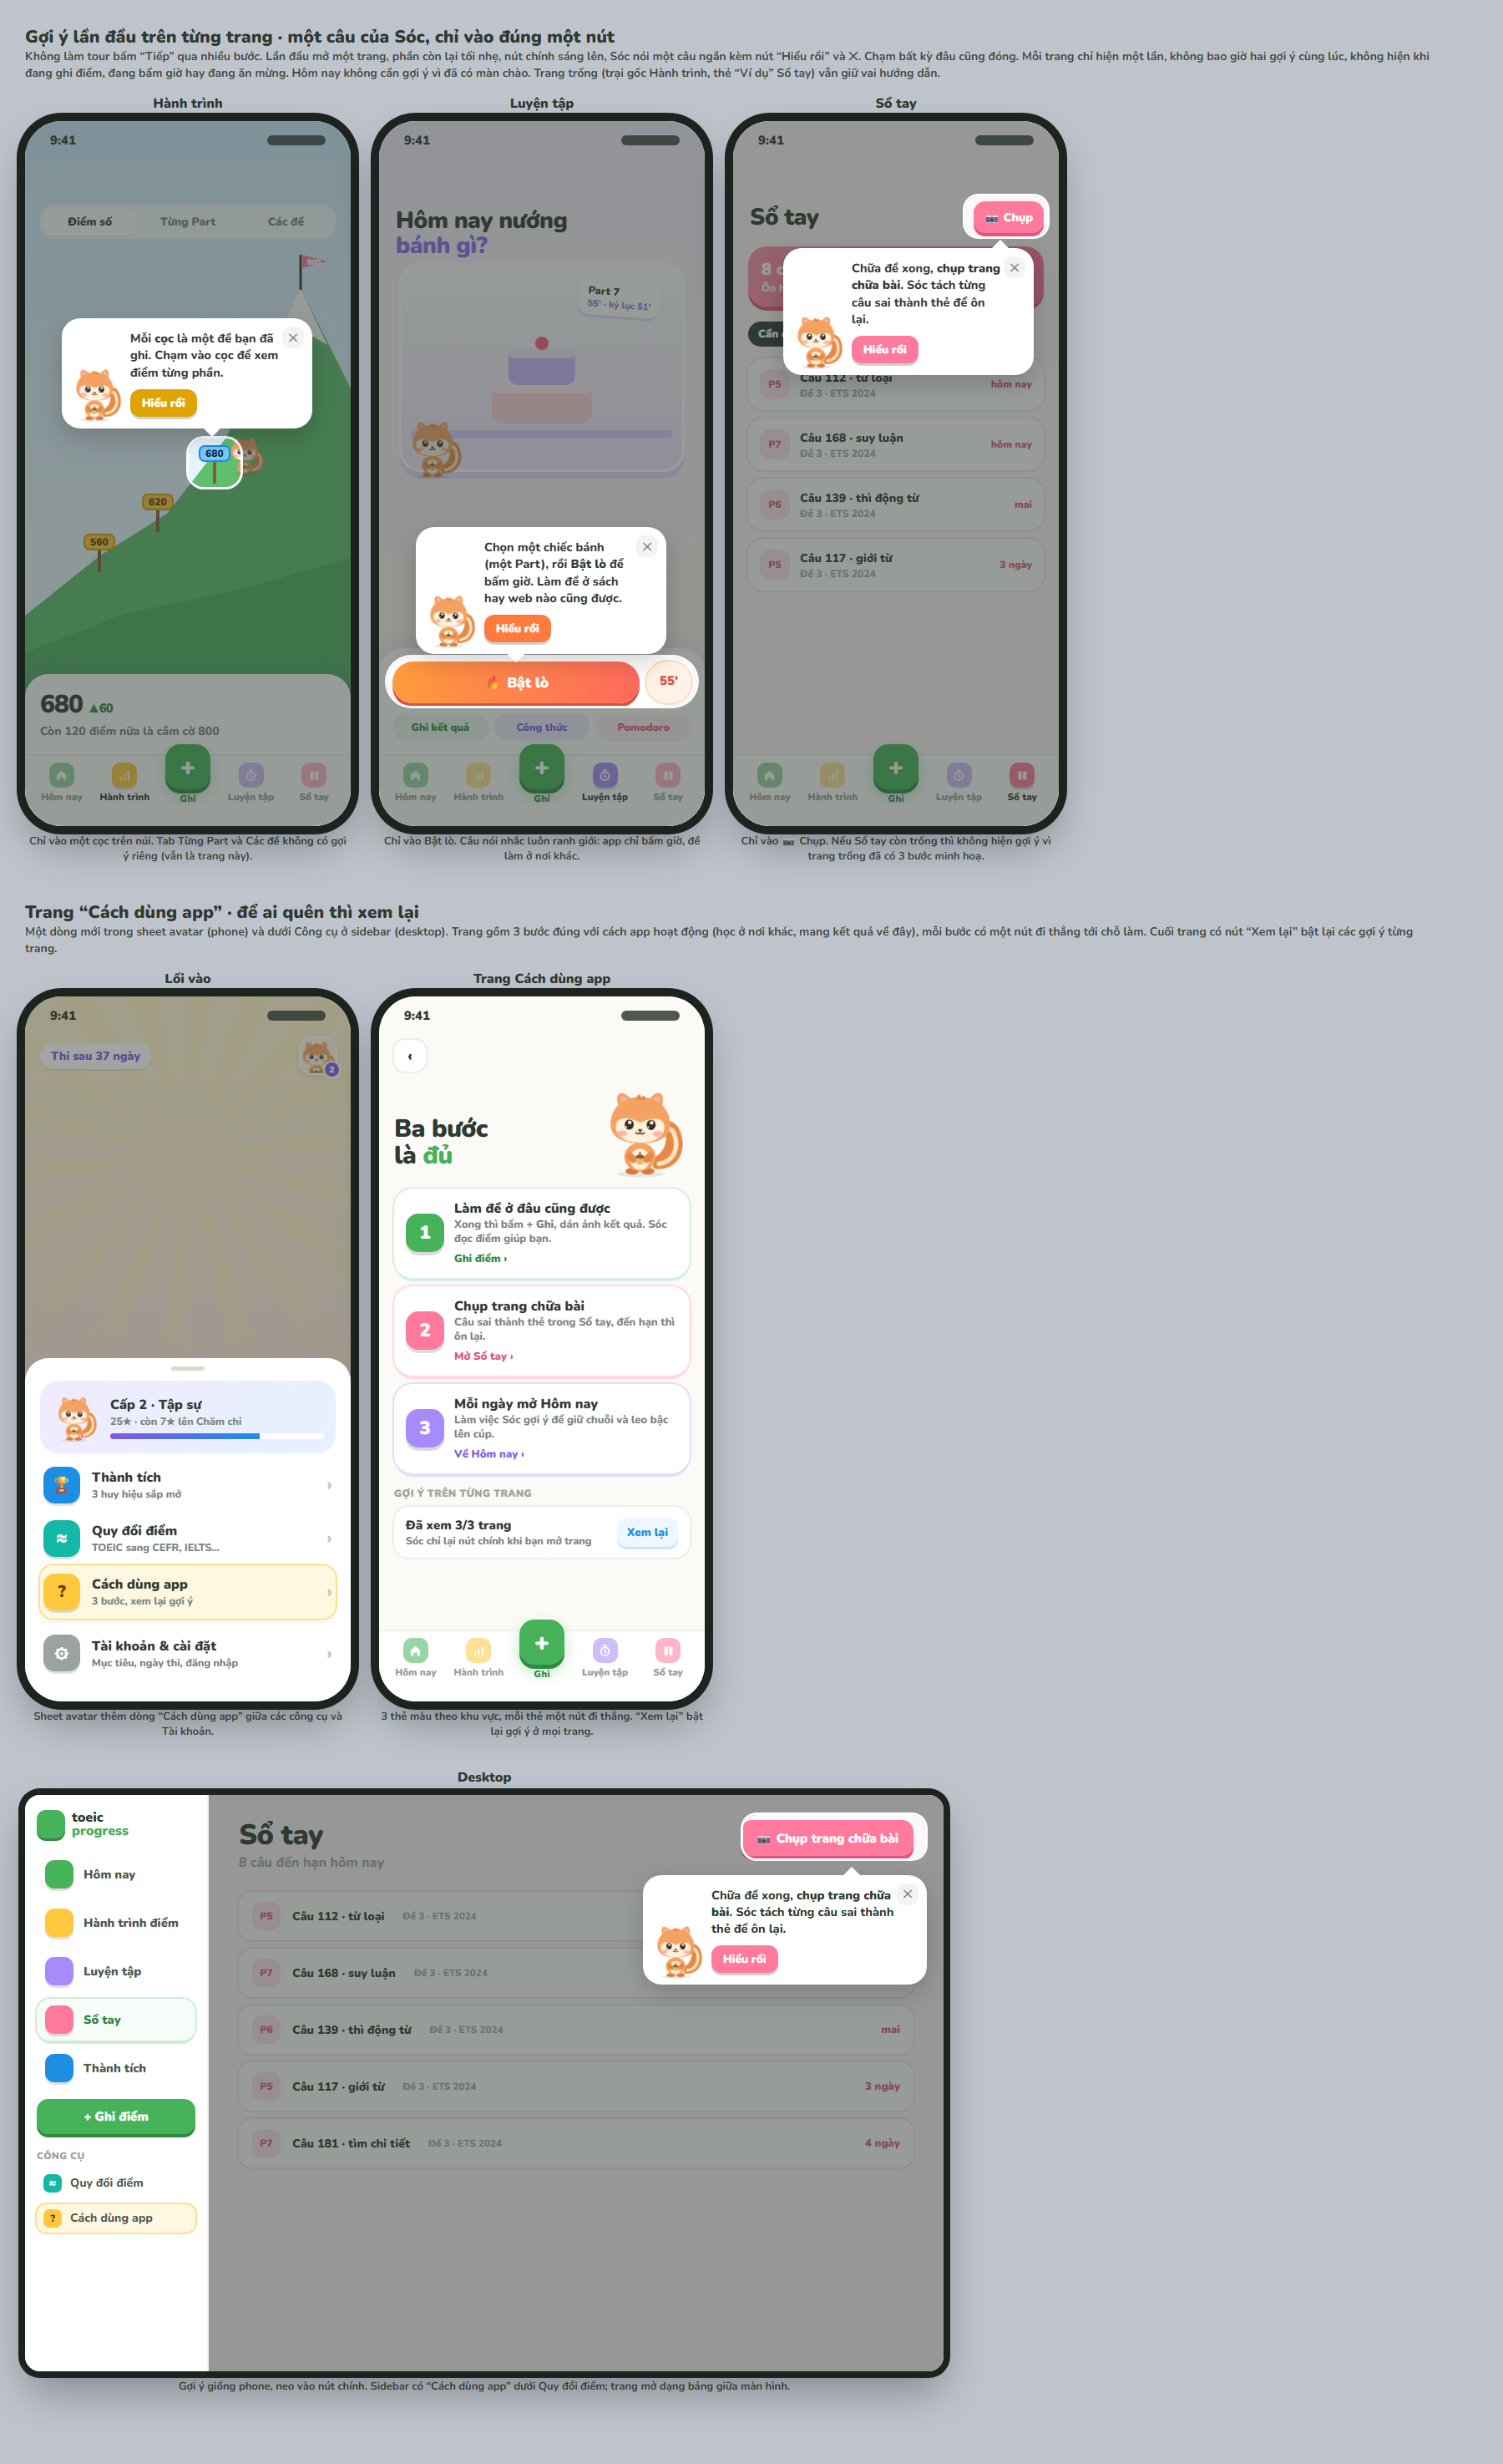 Gợi ý lần đầu trên từng trang · một câu của Sóc, chỉ vào đúng một nút
Không làm tour bấm “Tiếp” qua nhiều bước. Lần đầu mở một trang, phần còn lại tối nhẹ, nút chính sáng lên, Sóc nói một câu ngắn kèm nút “Hiểu rồi” và ✕. Chạm bất kỳ đâu cũng đóng. Mỗi trang chỉ hiện một lần, không bao giờ hai gợi ý cùng lúc, không hiện khi
đang ghi điểm, đang bấm giờ hay đang ăn mừng. Hôm nay không cần gợi ý vì đã có màn chào. Trang trống (trại gốc Hành trình, thẻ “Ví dụ” Sổ tay) vẫn giữ vai hướng dẫn.
Hành trình
9:41
Điểm số Từng Part Các đề
800
Mỗi cọc là một đề bạn đã
ghi. Chạm vào cọc để xem
điểm từng phần.
✕
Hiểu rồi
680
620
560
680 ▲60
Còn 120 điểm nữa là cắm cờ 800
Hôm nay Hành trình Ghi Luyện tập Sổ tay
Chỉ vào một cọc trên núi. Tab Từng Part và Các đề không có gợi
ý riêng (vẫn là trang này).
Luyện tập
9:41
Hôm nay nướng
bánh gì?
Part 7
55' · kỷ lục 51'
Chọn một chiếc bánh
(một Part), rồi Bật lò để
bấm giờ. Làm đề ở sách
hay web nào cũng được.
✕
Hiểu rồi
🔥 Bật lò
55'
Ghi kết quả Công thức Pomodoro
Hôm nay Hành trình Ghi Luyện tập Sổ tay
Chỉ vào Bật lò. Câu nói nhắc luôn ranh giới: app chỉ bấm giờ, đề
làm ở nơi khác.
Sổ tay
9:41
Sổ tay
📷 Chụp
8 c
Ôn h
Chữa đề xong, chụp trang
chữa bài. Sóc tách từng
câu sai thành thẻ để ôn
lại.
✕
Hiểu rồi
Cần
P5 Câu 112 · từ loại hôm nay
Đề 3 · ETS 2024
P7 Câu 168 · suy luận hôm nay
Đề 3 · ETS 2024
P6 Câu 139 · thì động từ mai
Đề 3 · ETS 2024
P5 Câu 117 · giới từ 3 ngày
Đề 3 · ETS 2024
Hôm nay Hành trình Ghi Luyện tập Sổ tay
Chỉ vào 📷 Chụp. Nếu Sổ tay còn trống thì không hiện gợi ý vì
trang trống đã có 3 bước minh hoạ.
Trang “Cách dùng app” · để ai quên thì xem lại
Một dòng mới trong sheet avatar (phone) và dưới Công cụ ở sidebar (desktop). Trang gồm 3 bước đúng với cách app hoạt động (học ở nơi khác, mang kết quả về đây), mỗi bước có một nút đi thẳng tới chỗ làm. Cuối trang có nút “Xem lại” bật lại các gợi ý từng
trang.
Lối vào
9:41
Thi sau 37 ngày
2
Cấp 2 · Tập sự
25★ · còn 7★ lên Chăm chỉ
Thành tích
3 huy hiệu sắp mở
›
≈ Quy đổi điểm
TOEIC sang CEFR, IELTS...
›
? Cách dùng app
3 bước, xem lại gợi ý
›
Tài khoản & cài đặt
Mục tiêu, ngày thi, đăng nhập
›
Sheet avatar thêm dòng “Cách dùng app” giữa các công cụ và
Tài khoản.
Trang Cách dùng app
9:41
‹
Ba bước
là đủ
1 Làm đề ở đâu cũng được
Xong thì bấm + Ghi, dán ảnh kết quả. Sóc
đọc điểm giúp bạn.
Ghi điểm ›
2 Chụp trang chữa bài
Câu sai thành thẻ trong Sổ tay, đến hạn thì
ôn lại.
Mở Sổ tay ›
3 Mỗi ngày mở Hôm nay
Làm việc Sóc gợi ý để giữ chuỗi và leo bậc
lên cúp.
Về Hôm nay ›
GỢI Ý TRÊN TỪNG TRANG
Đã xem 3/3 trang
Sóc chỉ lại nút chính khi bạn mở trang
Xem lại
Hôm nay Hành trình Ghi Luyện tập Sổ tay
3 thẻ màu theo khu vực, mỗi thẻ một nút đi thẳng. “Xem lại” bật
lại gợi ý ở mọi trang.
Desktop
toeic
progress
Hôm nay
Hành trình điểm
Luyện tập
Sổ tay
Thành tích
+ Ghi điểm
CÔNG CỤ
≈ Quy đổi điểm
? Cách dùng app
Sổ tay
8 câu đến hạn hôm nay
📷 Chụp trang chữa bài
Chữa đề xong, chụp trang chữa
bài. Sóc tách từng câu sai thành
thẻ để ôn lại.
✕
Hiểu rồi
P5 Câu 112 · từ loại Đề 3 · ETS 2024
P7 Câu 168 · suy luận Đề 3 · ETS 2024
P6 Câu 139 · thì động từ Đề 3 · ETS 2024 mai
P5 Câu 117 · giới từ Đề 3 · ETS 2024 3 ngày
P7 Câu 181 · tìm chi tiết Đề 3 · ETS 2024 4 ngày
Gợi ý giống phone, neo vào nút chính. Sidebar có “Cách dùng app” dưới Quy đổi điểm; trang mở dạng bảng giữa màn hình.